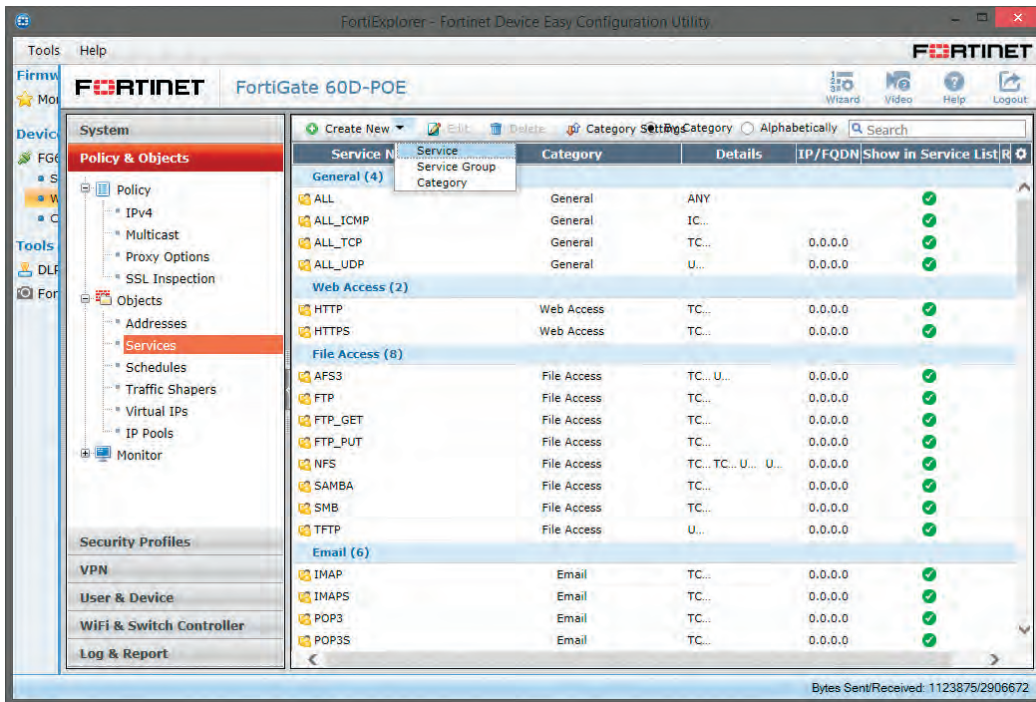 FortiExplorer - Fortinet Device Easy Configuration Utility
Tools Help
FORTINET
Firmw
Mo
Devic
FG6
S
W
C
Tools
DLP
For
FORTINET FortiGate 60D-POE
Wizard Video Help Logout
System
Policy & Objects
Policy
IPv4
Multicast
Proxy Options
SSL Inspection
Objects
Addresses
Services
Schedules
Traffic Shapers
Virtual IPs
IP Pools
Monitor
Security Profiles
VPN
User & Device
WiFi & Switch Controller
Log & Report
Create New Edit Delete Category Settings By Category Alphabetically Search
Service N Category Details IP/FQDN Show in Service List R
Service
Service Group
Category
General (4)
ALL General ANY
ALL_ICMP General IC...
ALL_TCP General TC... 0.0.0.0
ALL_UDP General U... 0.0.0.0
Web Access (2)
HTTP Web Access TC... 0.0.0.0
HTTPS Web Access TC... 0.0.0.0
File Access (8)
AFS3 File Access TC... U... 0.0.0.0
FTP File Access TC... 0.0.0.0
FTP_GET File Access TC... 0.0.0.0
FTP_PUT File Access TC... 0.0.0.0
NFS File Access TC... TC... U... U... 0.0.0.0
SAMBA File Access TC... 0.0.0.0
SMB File Access TC... 0.0.0.0
TFTP File Access U... 0.0.0.0
Email (6)
IMAP Email TC... 0.0.0.0
IMAPS Email TC... 0.0.0.0
POP3 Email TC... 0.0.0.0
POP3S Email TC... 0.0.0.0
Bytes Sent/Received: 1123875/2906672